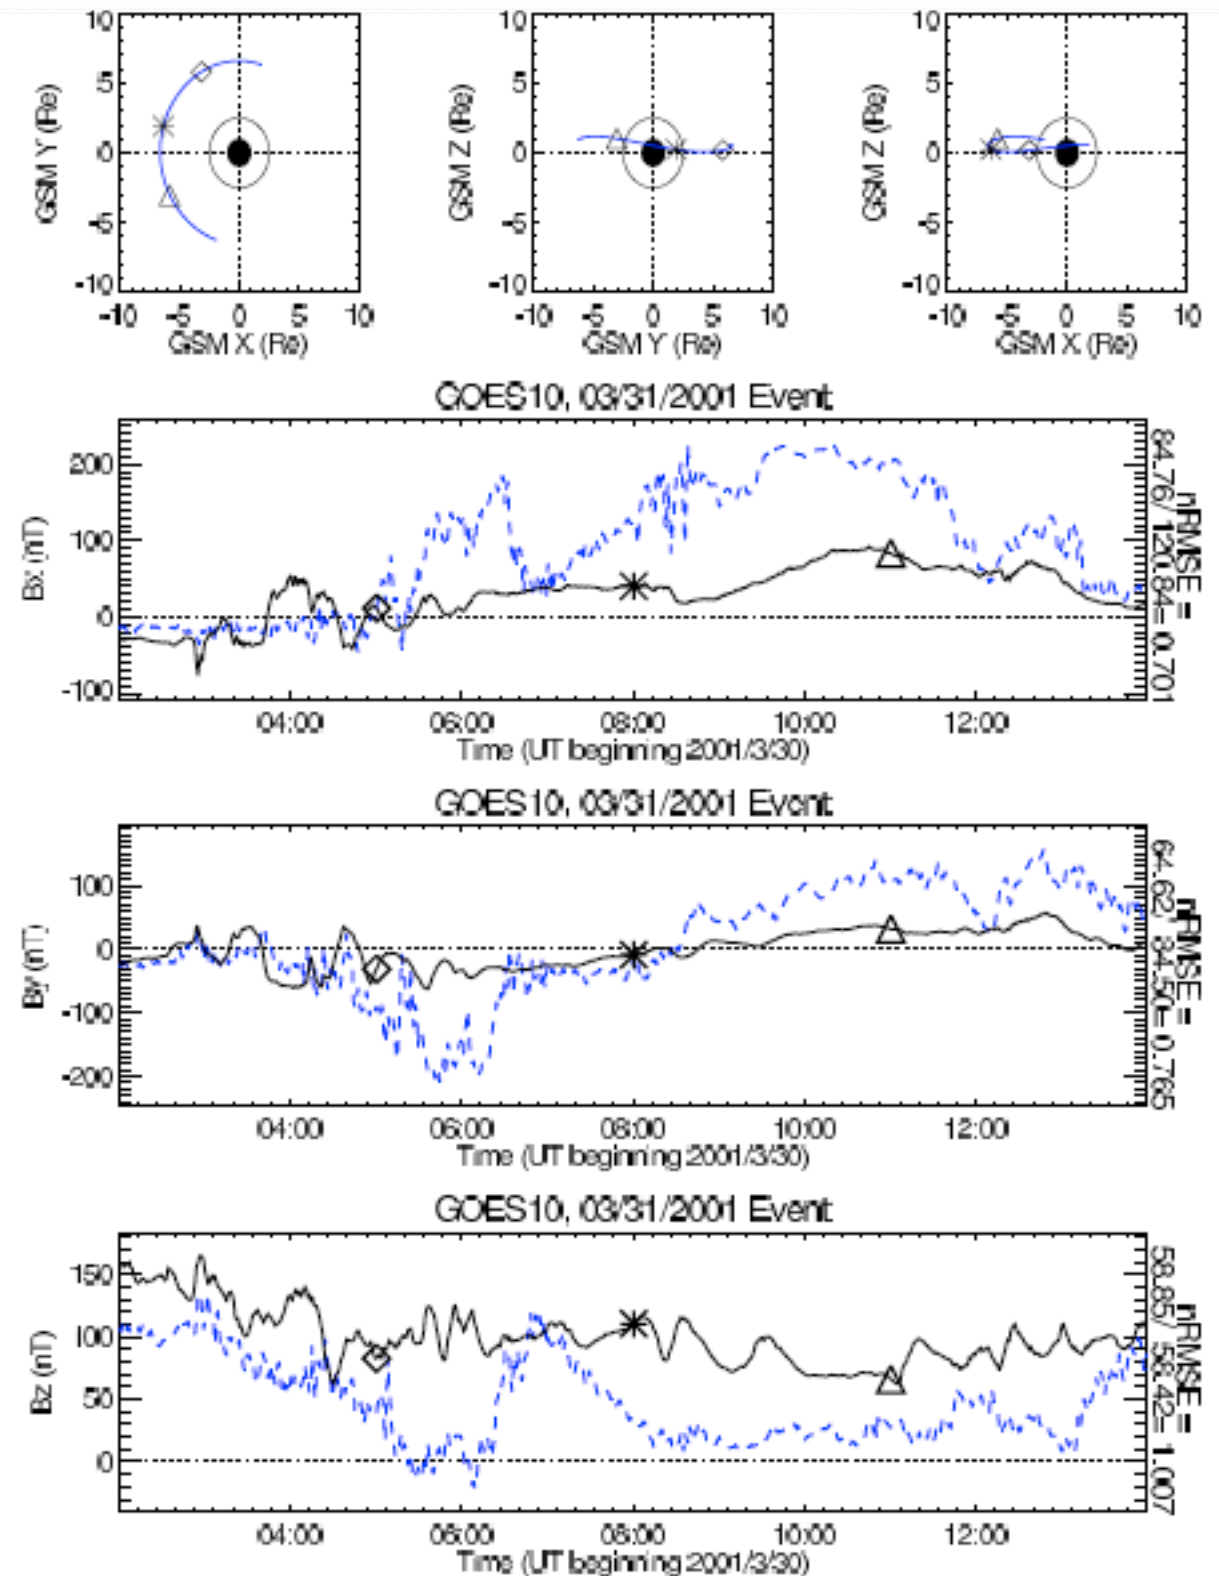 10
5
0
-5
-10
-10 -5 0 5 10
GSM X (Re)
GSM Y (Re)
10
5
0
-5
-10
-10 -5 0 5 10
GSM Y (Re)
GSM Z (Re)
10
5
0
-5
-10
-10 -5 0 5 10
GSM X (Re)
GSM Z (Re)
GOES10, 03/31/2001 Event
200
100
0
-100
Bx (nT)
04:00 06:00 08:00 10:00 12:00
Time (UT beginning 2001/3/30)
nRMSE =
84.76/ 120.84= 0.701
GOES10, 03/31/2001 Event
100
0
-100
-200
By (nT)
04:00 06:00 08:00 10:00 12:00
Time (UT beginning 2001/3/30)
nRMSE =
64.62/ 84.50= 0.765
GOES10, 03/31/2001 Event
150
100
50
0
Bz (nT)
04:00 06:00 08:00 10:00 12:00
Time (UT beginning 2001/3/30)
nRMSE =
58.85/ 58.42= 1.007